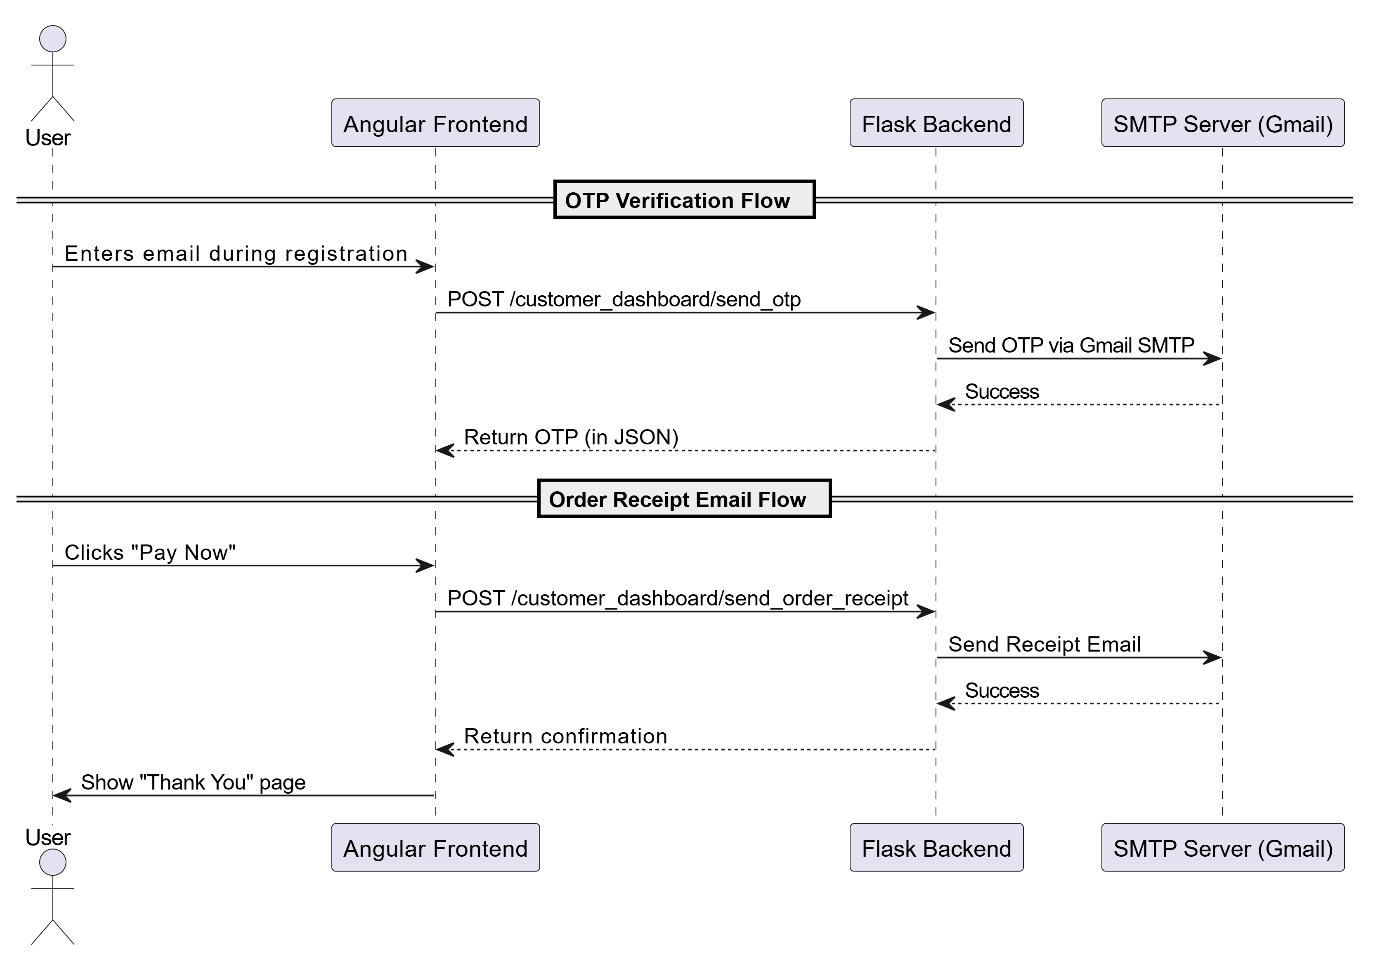 User
Angular Frontend
Flask Backend
SMTP Server (Gmail)
OTP Verification Flow
Enters email during registration
POST /customer_dashboard/send_otp
Send OTP via Gmail SMTP
Success
Return OTP (in JSON)
Order Receipt Email Flow
Clicks "Pay Now"
POST /customer_dashboard/send_order_receipt
Send Receipt Email
Success
Return confirmation
Show "Thank You" page
User
Angular Frontend
Flask Backend
SMTP Server (Gmail)